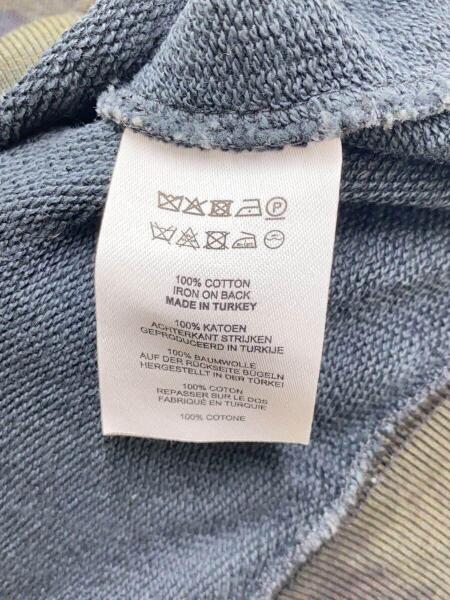 P
100% COTTON
IRON ON BACK
MADE IN TURKEY
100% KATOEN
ACHTERKANT STRIJKEN
GEPRODUCEERD IN TURKIJE
100% BAUMWOLLE
AUF DER RÜCKSEITE BÜGELN
HERGESTELLT IN DER TÜRKEI
100% COTON
REPASSER SUR LE DOS
FABRIQUÉ EN TURQUIE
100% COTONE